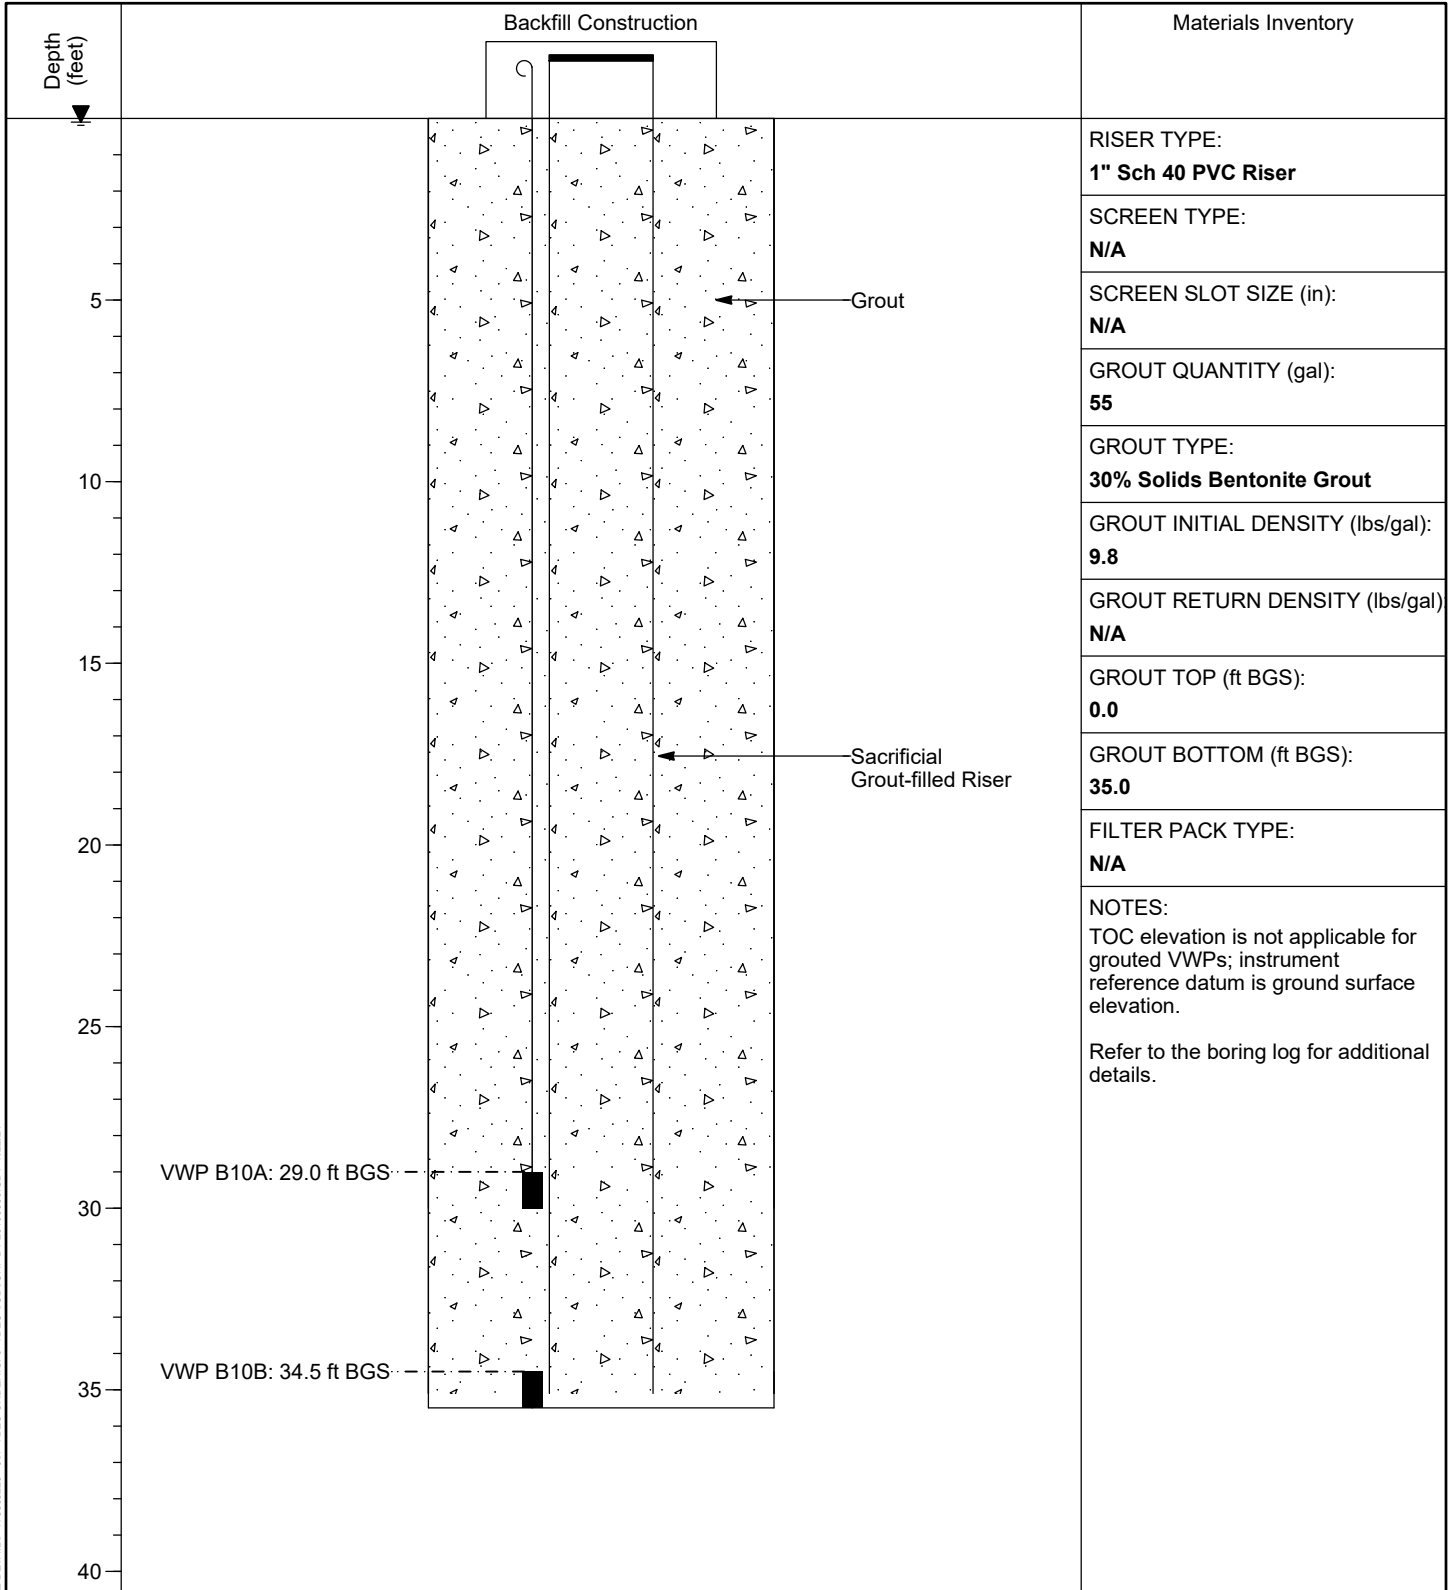 Depth
(feet)
Backfill Construction
Materials Inventory
5
10
15
20
25
30
35
40
Grout
Sacrificial
Grout-filled Riser
VWP B10A: 29.0 ft BGS
VWP B10B: 34.5 ft BGS
RISER TYPE:
1" Sch 40 PVC Riser
SCREEN TYPE:
N/A
SCREEN SLOT SIZE (in):
N/A
GROUT QUANTITY (gal):
55
GROUT TYPE:
30% Solids Bentonite Grout
GROUT INITIAL DENSITY (lbs/gal):
9.8
GROUT RETURN DENSITY (lbs/gal):
N/A
GROUT TOP (ft BGS):
0.0
GROUT BOTTOM (ft BGS):
35.0
FILTER PACK TYPE:
N/A
NOTES:
TOC elevation is not applicable for
grouted VWPs; instrument
reference datum is ground surface
elevation.
Refer to the boring log for additional
details.